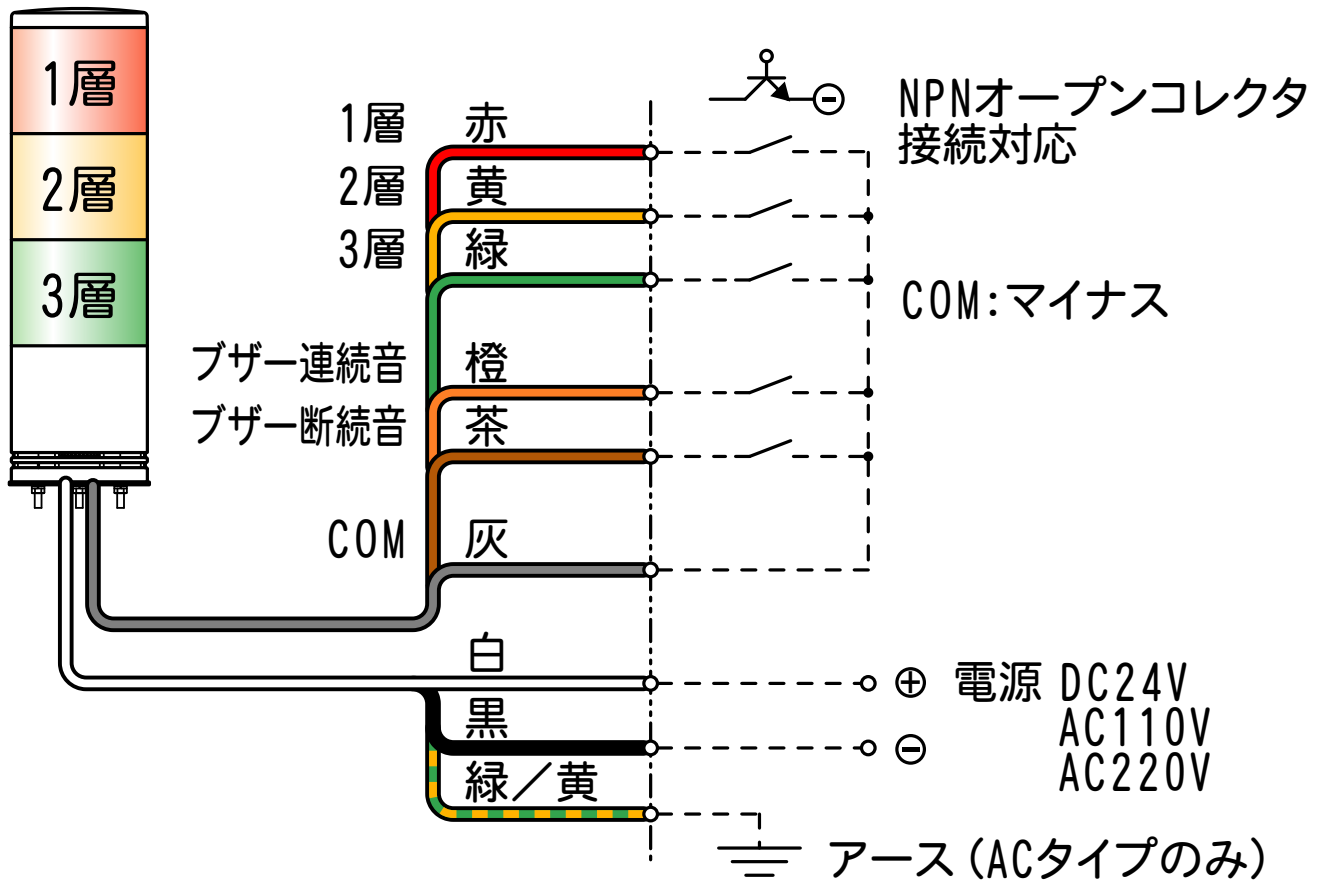 1層
2層
3層
1層 赤
2層 黄
3層 緑
ブザー連続音 橙
ブザー断続音 茶
COM 灰
白
黒
緑／黄
NPNオープンコレクタ
接続対応
COM:マイナス
⊕ 電源 DC24V
AC110V
⊖
AC220V
アース(ACタイプのみ)